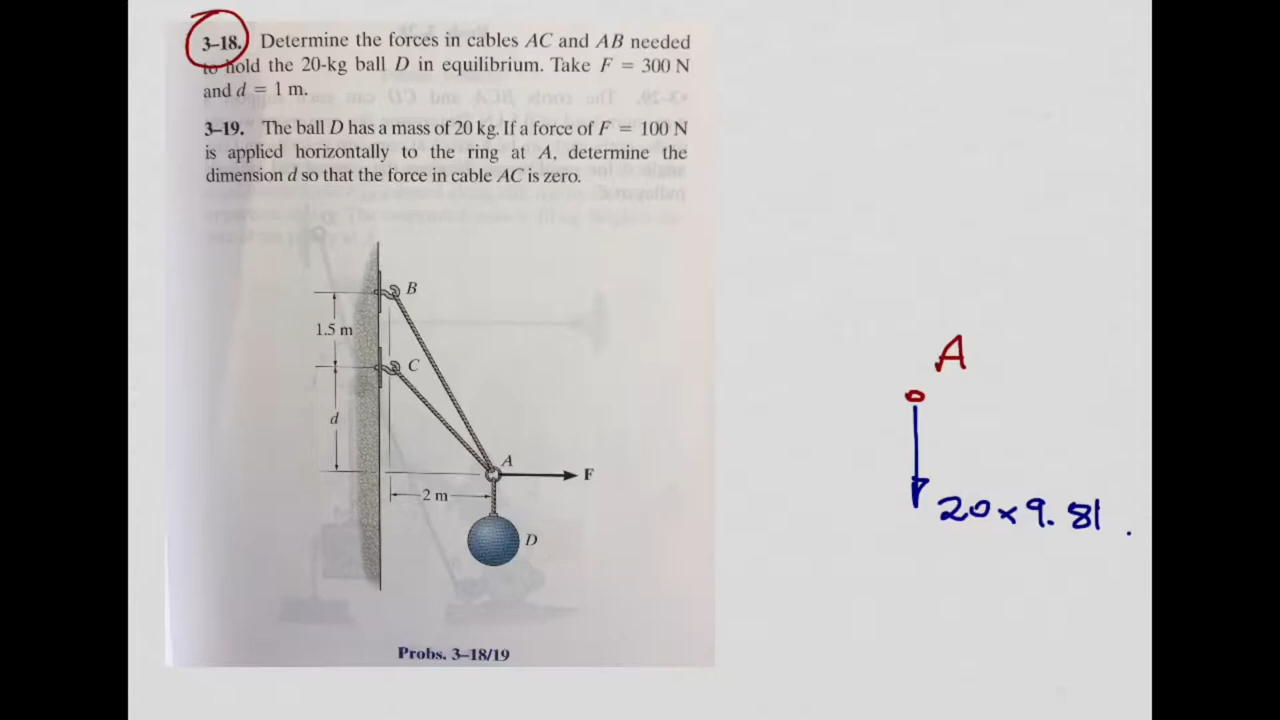 3–18. Determine the forces in cables AC and AB needed
to hold the 20-kg ball D in equilibrium. Take F = 300 N
and d = 1 m.
3–19. The ball D has a mass of 20 kg. If a force of F = 100 N
is applied horizontally to the ring at A, determine the
dimension d so that the force in cable AC is zero.
B
1.5 m
C
d
A
F
2 m
D
Probs. 3–18/19
A
20 × 9.81